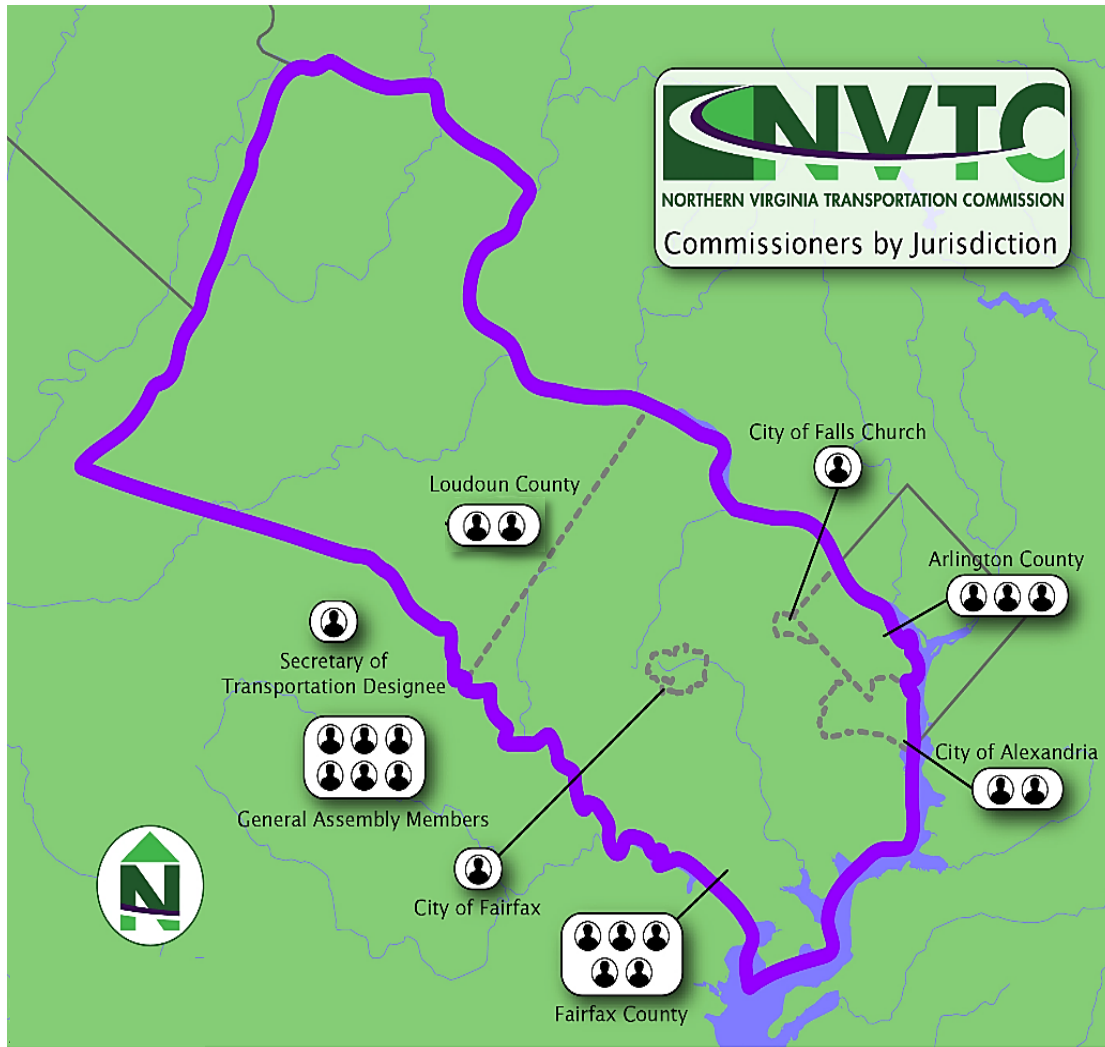 NVTC
NORTHERN VIRGINIA TRANSPORTATION COMMISSION
Commissioners by Jurisdiction
City of Falls Church
Loudoun County
Arlington County
Secretary of
Transportation Designee
City of Alexandria
General Assembly Members
N
City of Fairfax
Fairfax County